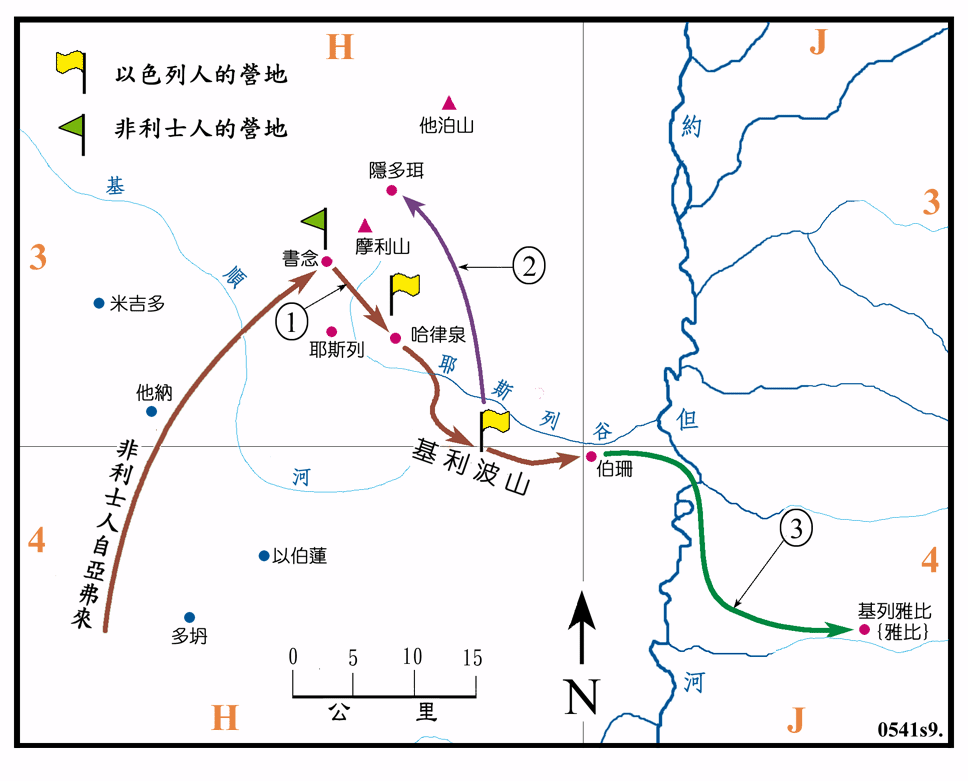 H
J
以色列人的營地
非利士人的營地
他泊山
約
隱多珥
基
3
摩利山
書念
3
順
②
米吉多
①
哈律泉
耶斯列
耶
斯
列
谷
但
他納
基利波山
伯珊
河
非利士人自亞弗來
③
4
4
以伯蓮
基列雅比
{雅比}
多坍
0 5 10 15
公里
N
河
H
J
0541s9.